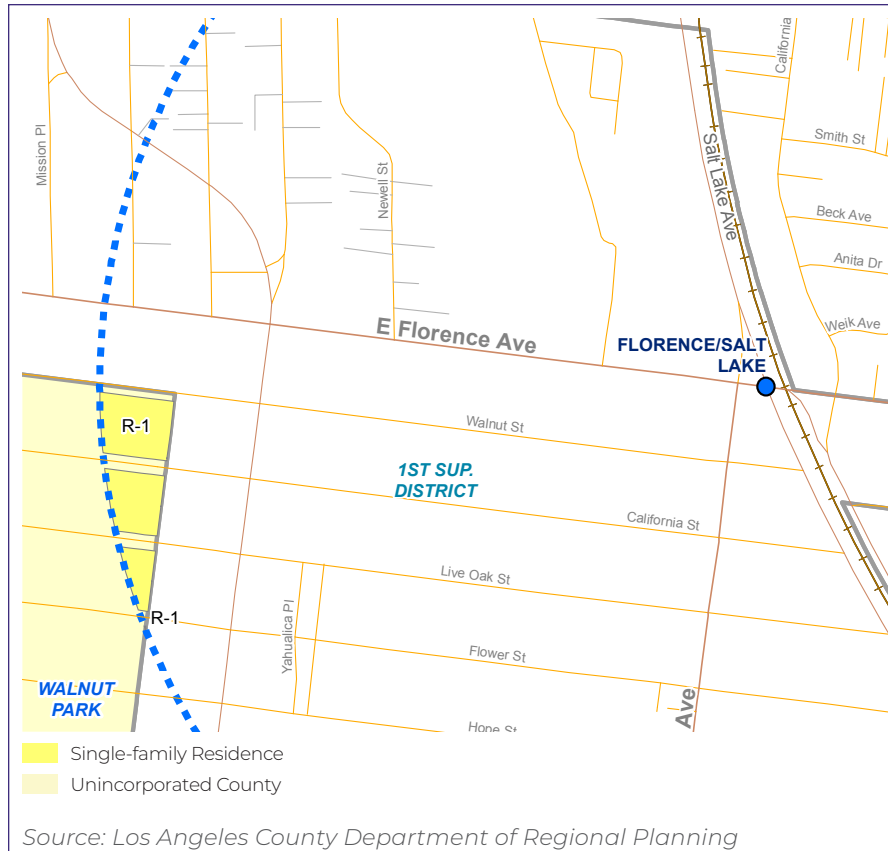 Mission Pl
Newell St
Salt Lake Ave
California
Smith St
Beck Ave
Anita Dr
Weik Ave
E Florence Ave
FLORENCE/SALT
LAKE
R-1
Walnut St
1ST SUP.
DISTRICT
California St
Live Oak St
R-1
Yahualica Pl
Flower St
WALNUT
PARK
Hope St
Ave
Single-family Residence
Unincorporated County
Source: Los Angeles County Department of Regional Planning